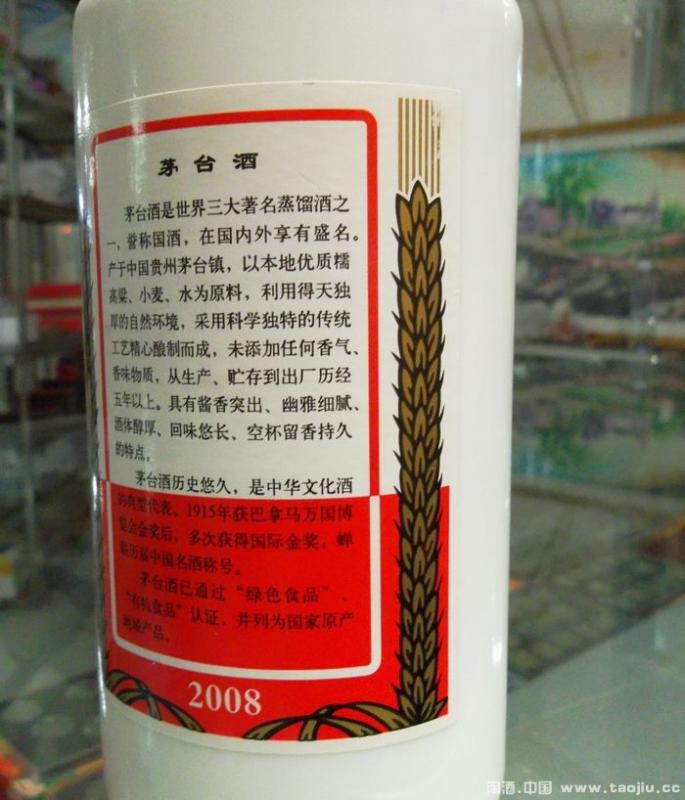 茅台酒
茅台酒是世界三大著名蒸馏酒之
一，誉称国酒，在国内外享有盛名。
产于中国贵州茅台镇，以本地优质糯
高粱、小麦、水为原料，利用得天独
厚的自然环境，采用科学独特的传统
工艺精心酿制而成，未添加任何香气、
香味物质，从生产、贮存到出厂历经
五年以上。具有酱香突出、幽雅细腻、
酒体醇厚、回味悠长、空杯留香持久
的特点。
茅台酒历史悠久，是中华文化酒
的典型代表。1915年获巴拿马万国博
览会金奖后，多次获得国际金奖，蝉
联历届中国名酒称号。
茅台酒已通过“绿色食品”、
“有机食品”认证，并列为国家原产
地域产品。
2008
淘酒.中国 www.taojiu.cc